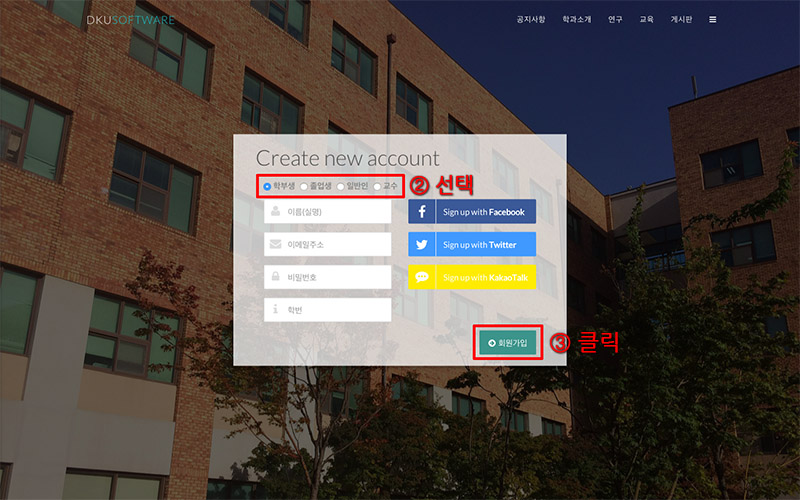 DKUSOFTWARE
공지사항 학과소개 연구 교육 게시판
Create new account
학부생 졸업생 일반인 교수
② 선택
이름(실명)
Sign up with Facebook
이메일주소
Sign up with Twitter
비밀번호
Sign up with KakaoTalk
학번
회원가입
③ 클릭